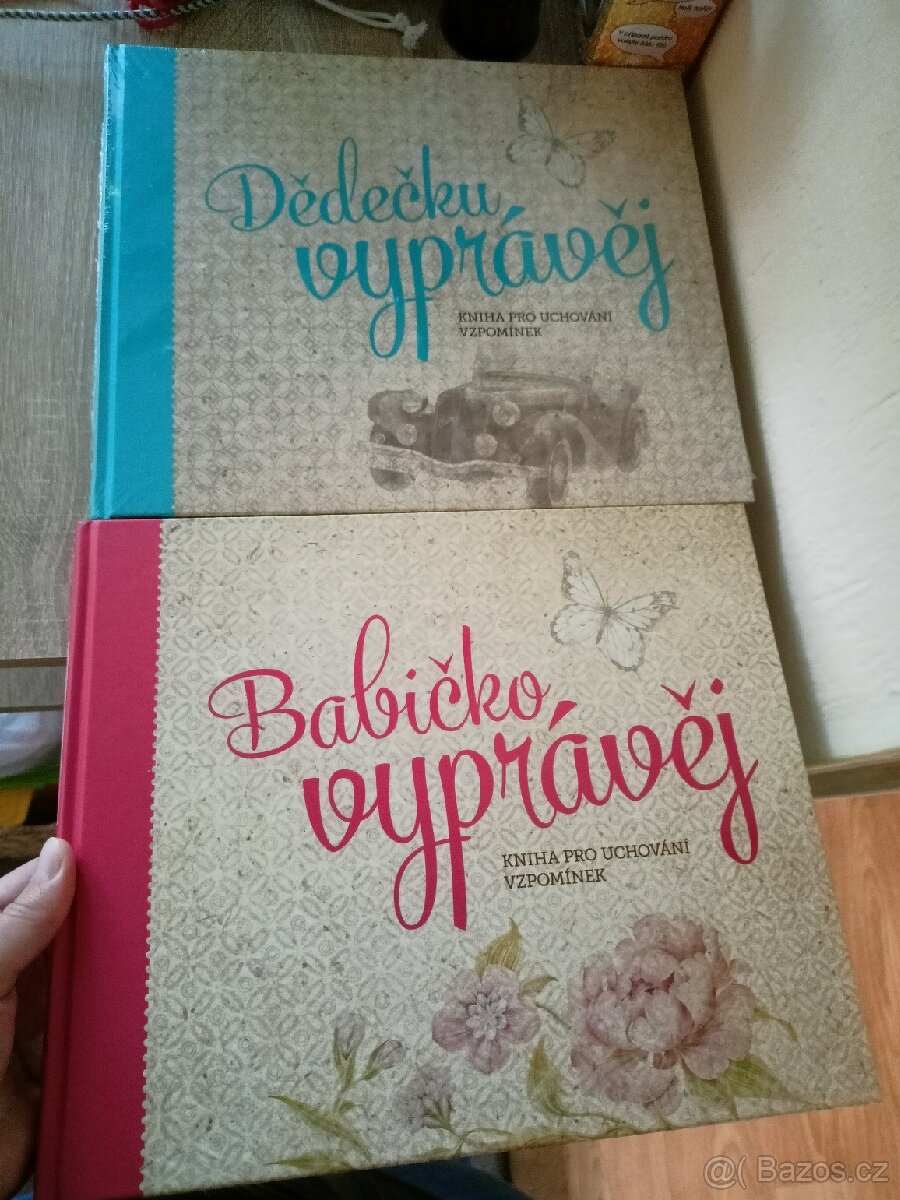 Dědečku
vyprávěj
KNIHA PRO UCHOVÁNÍ
VZPOMÍNEK
Babičko
vyprávěj
KNIHA PRO UCHOVÁNÍ
VZPOMÍNEK
@( Bazos.cz